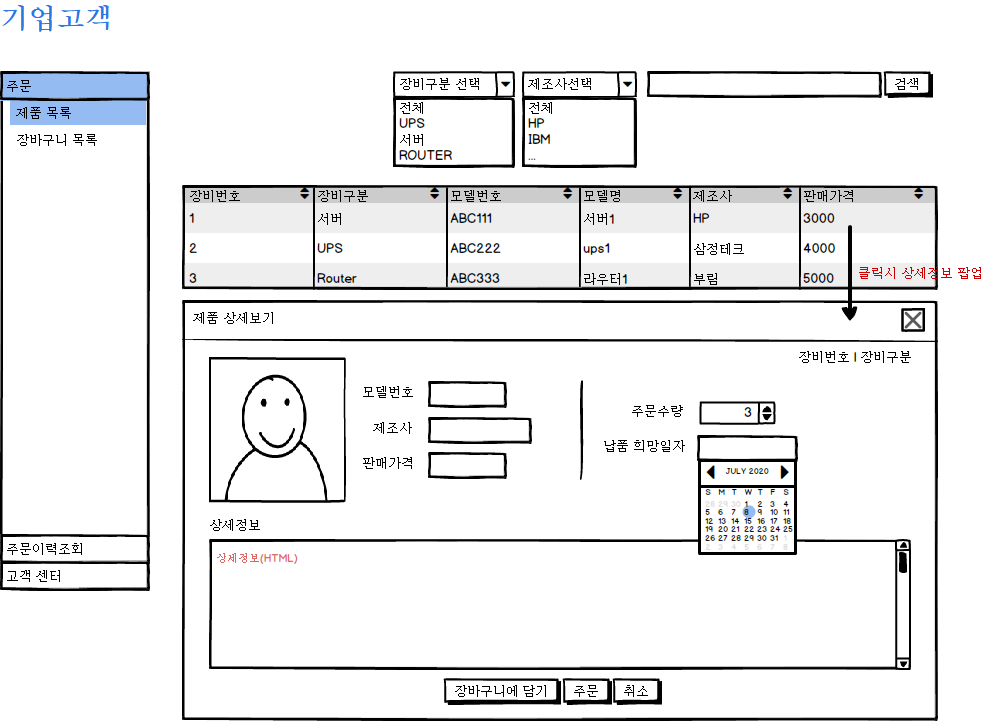 기업고객
주문
제품 목록
장바구니 목록
주문이력조회
고객 센터
장비구분 선택
전체
UPS
서버
ROUTER
제조사선택
전체
HP
IBM
...
검색
장비번호 장비구분 모델번호 모델명 제조사 판매가격
1 서버 ABC111 서버1 HP 3000
2 UPS ABC222 ups1 삼정테크 4000
3 Router ABC333 라우터1 부림 5000
클릭시 상세정보 팝업
제품 상세보기
장비번호 | 장비구분
모델번호
제조사
판매가격
주문수량 3
납품 희망일자
JULY 2020
S M T W T F S
28 29 30 1 2 3 4
5 6 7 8 9 10 11
12 13 14 15 16 17 18
19 20 21 22 23 24 25
26 27 28 29 30 31 1
2 3 4 5 6 7 8
상세정보
상세정보(HTML)
장바구니에 담기 주문 취소